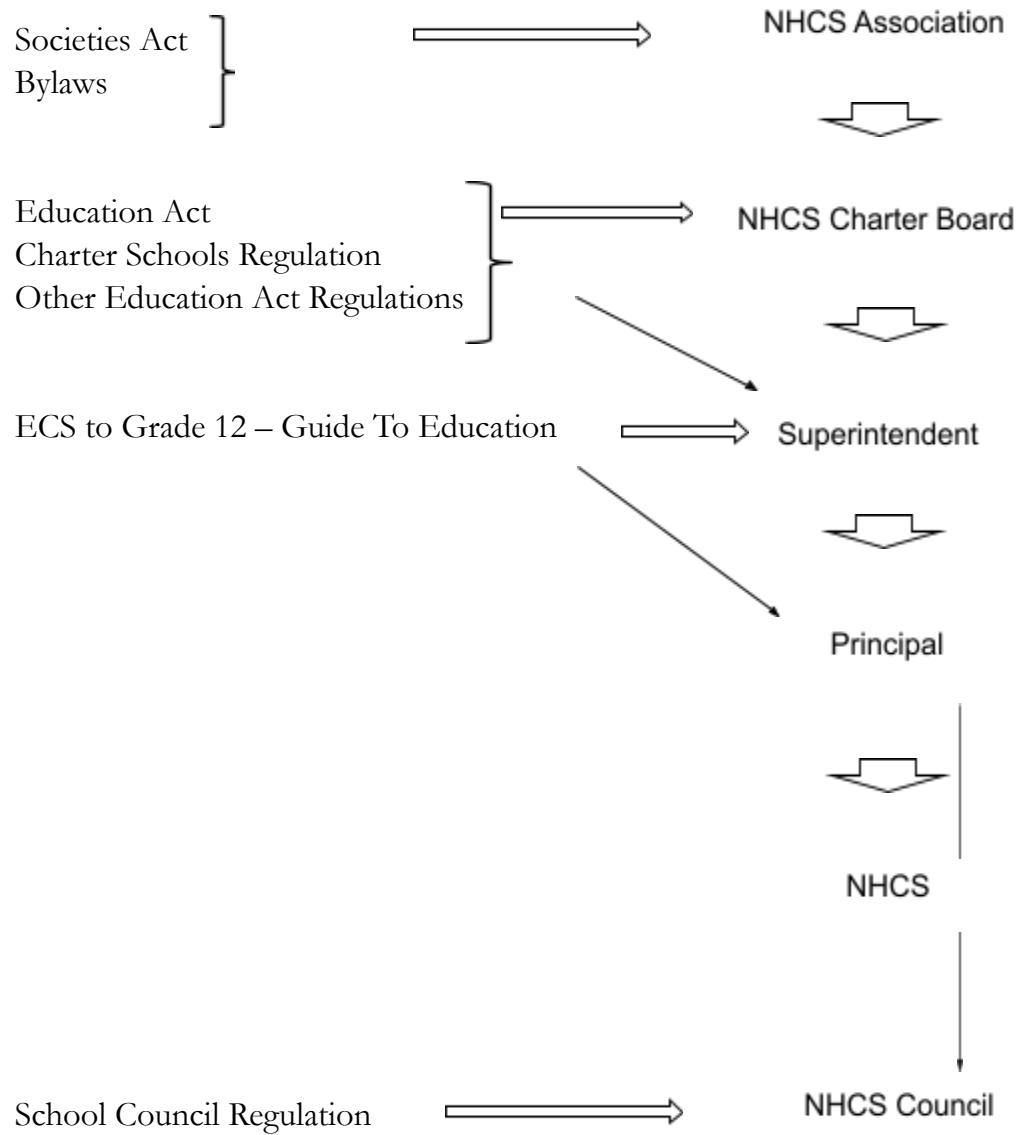 Societies Act
Bylaws
NHCS Association
Education Act
Charter Schools Regulation
Other Education Act Regulations
NHCS Charter Board
ECS to Grade 12 – Guide To Education
Superintendent
Principal
NHCS
School Council Regulation
NHCS Council